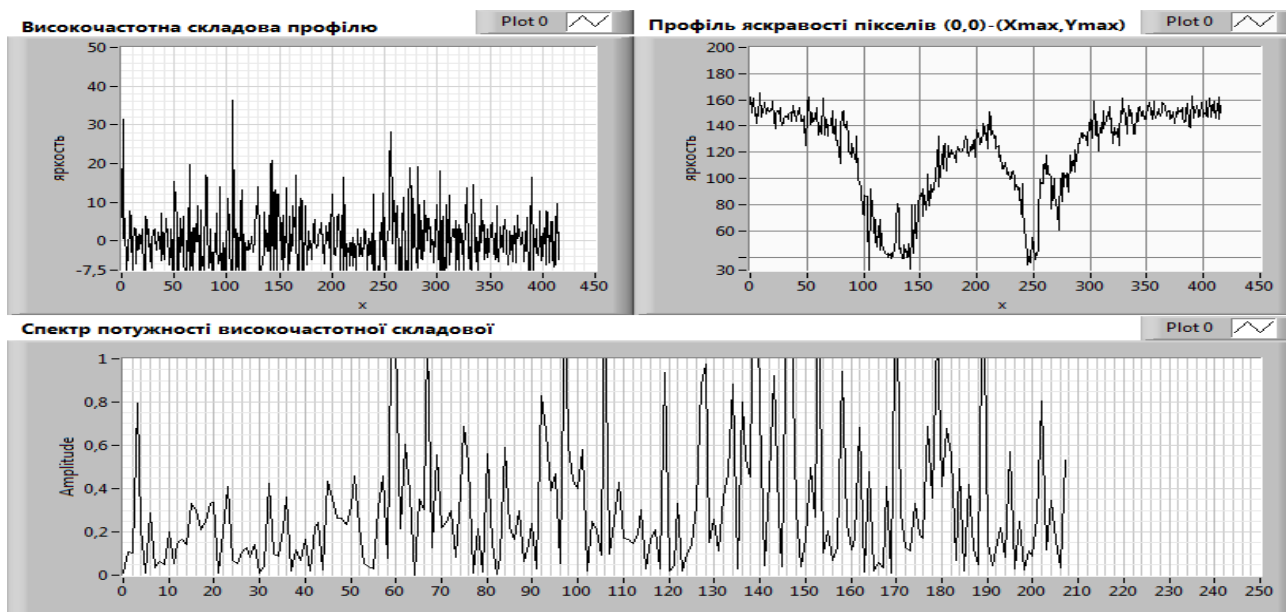 Високочастотна складова профілю
Plot 0
50
40
30
20
10
0
-7,5
яркость
0 50 100 150 200 250 300 350 400 450
x
Профіль яскравості пікселів (0,0)-(Xmax,Ymax)
Plot 0
200
180
160
140
120
100
80
60
30
яркость
0 50 100 150 200 250 300 350 400 450
x
Спектр потужності високочастотної складової
Plot 0
1
0,8
0,6
0,4
0,2
0
Amplitude
0 10 20 30 40 50 60 70 80 90 100 110 120 130 140 150 160 170 180 190 200 210 220 230 240 250